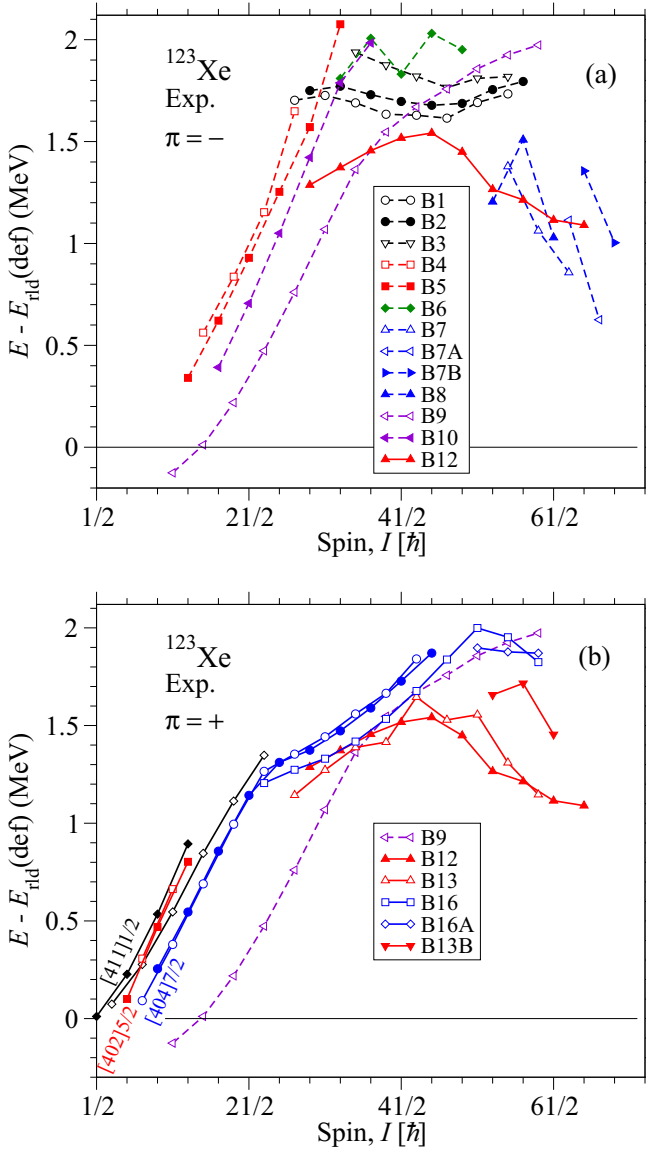 2
1.5
1
0.5
0
E - E_rld(def) (MeV)
¹²³Xe
Exp.
π = −
(a)
B1
B2
B3
B4
B5
B6
B7
B7A
B7B
B8
B9
B10
B12
1/2 21/2 41/2 61/2
Spin, I [ħ]
2
1.5
1
0.5
0
E - E_rld(def) (MeV)
¹²³Xe
Exp.
π = +
(b)
[411]1/2
[402]5/2
[404]7/2
B9
B12
B13
B16
B16A
B13B
1/2 21/2 41/2 61/2
Spin, I [ħ]